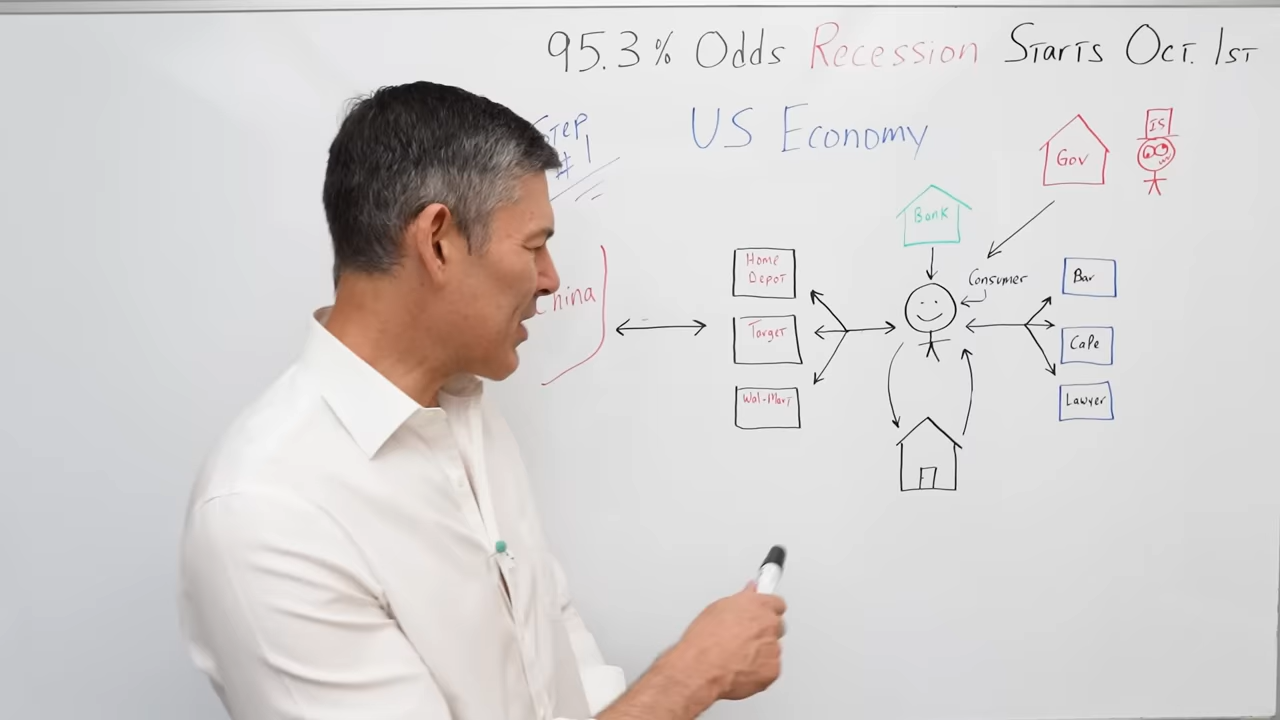 95.3% Odds Recession Starts Oct. 1st
Step
#1
US Economy
Gov
IS
Bank
Home
Depot
Consumer
Bar
China
Target
Cafe
Wal-Mart
Lawyer